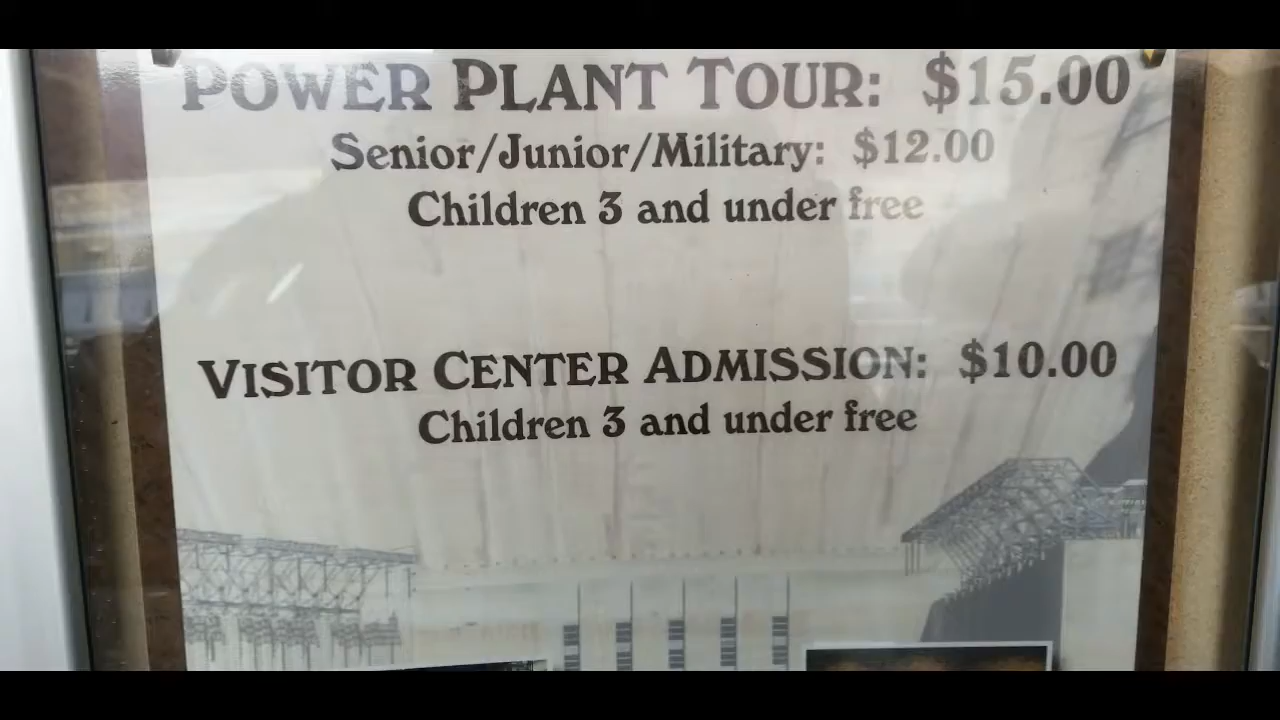 POWER PLANT TOUR: $15.00
Senior/Junior/Military: $12.00
Children 3 and under free
VISITOR CENTER ADMISSION: $10.00
Children 3 and under free